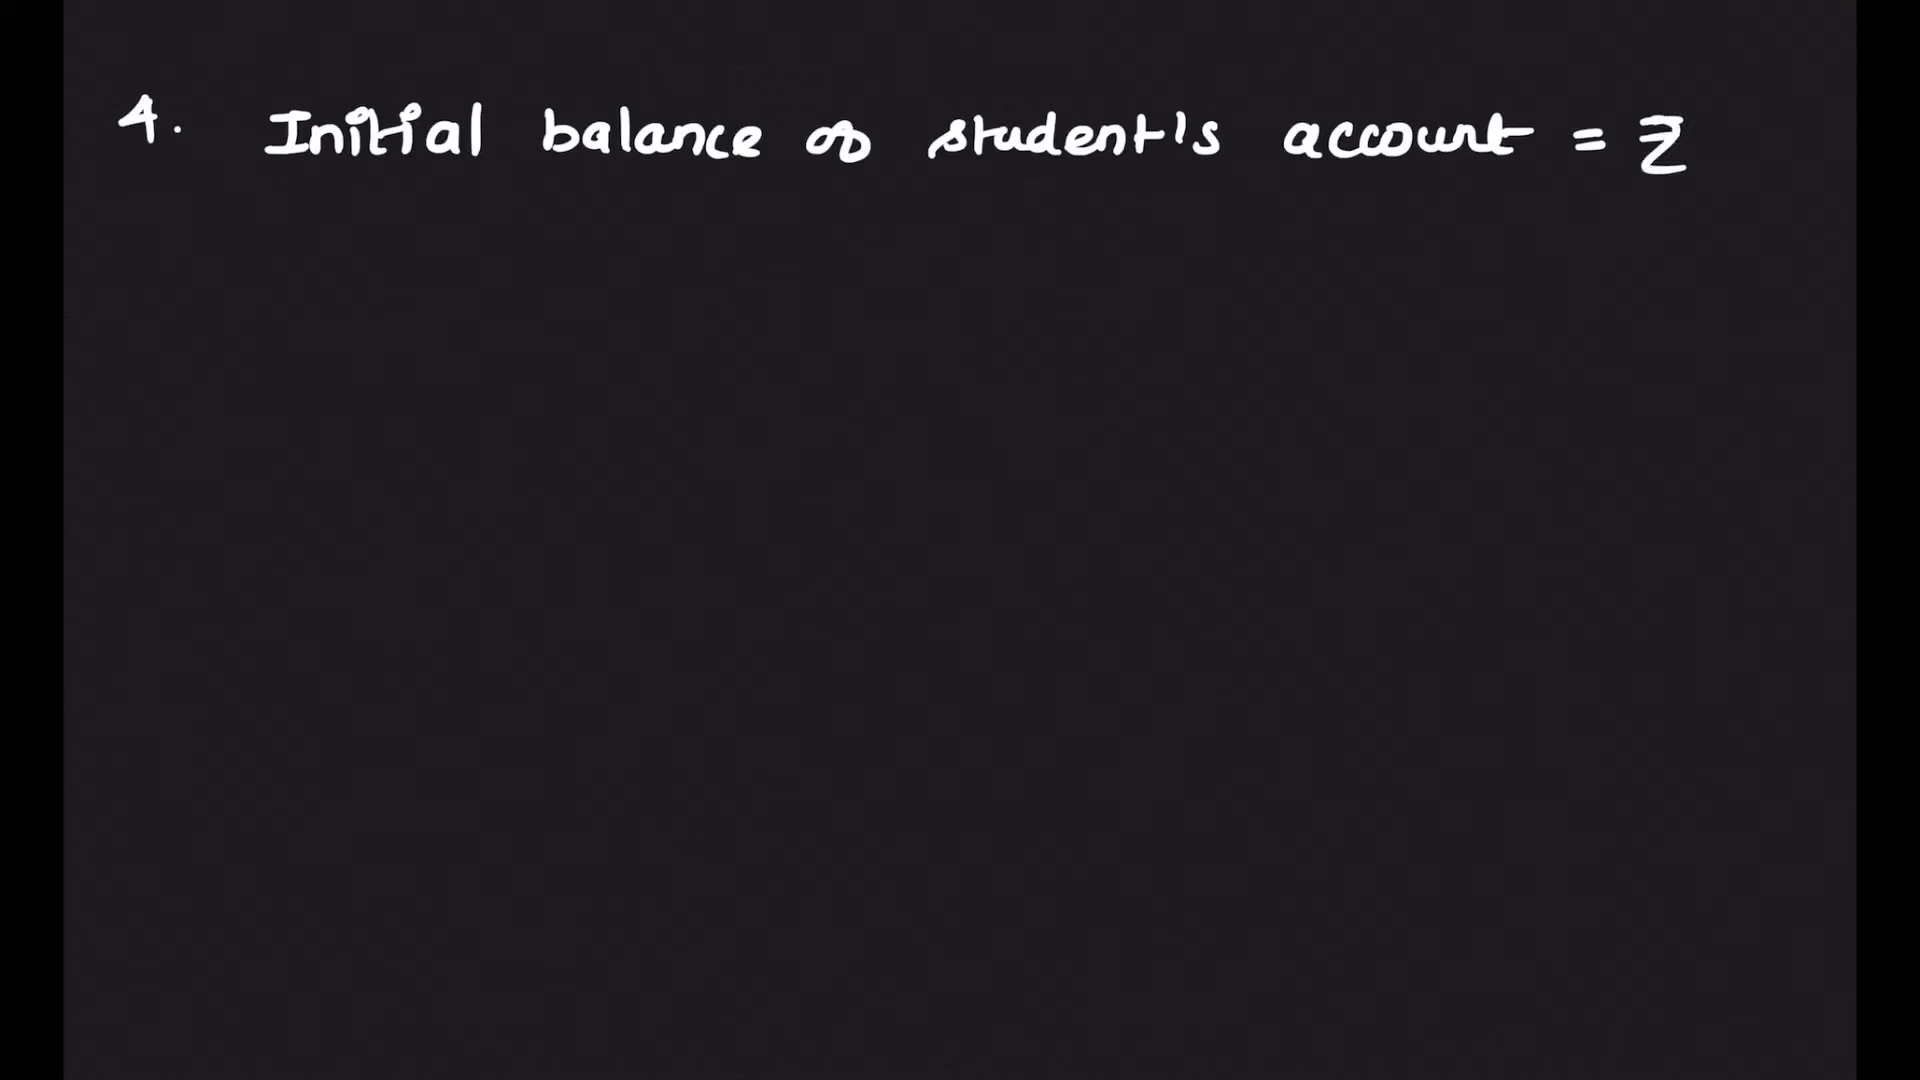 4. Initial balance of student's account = ₹